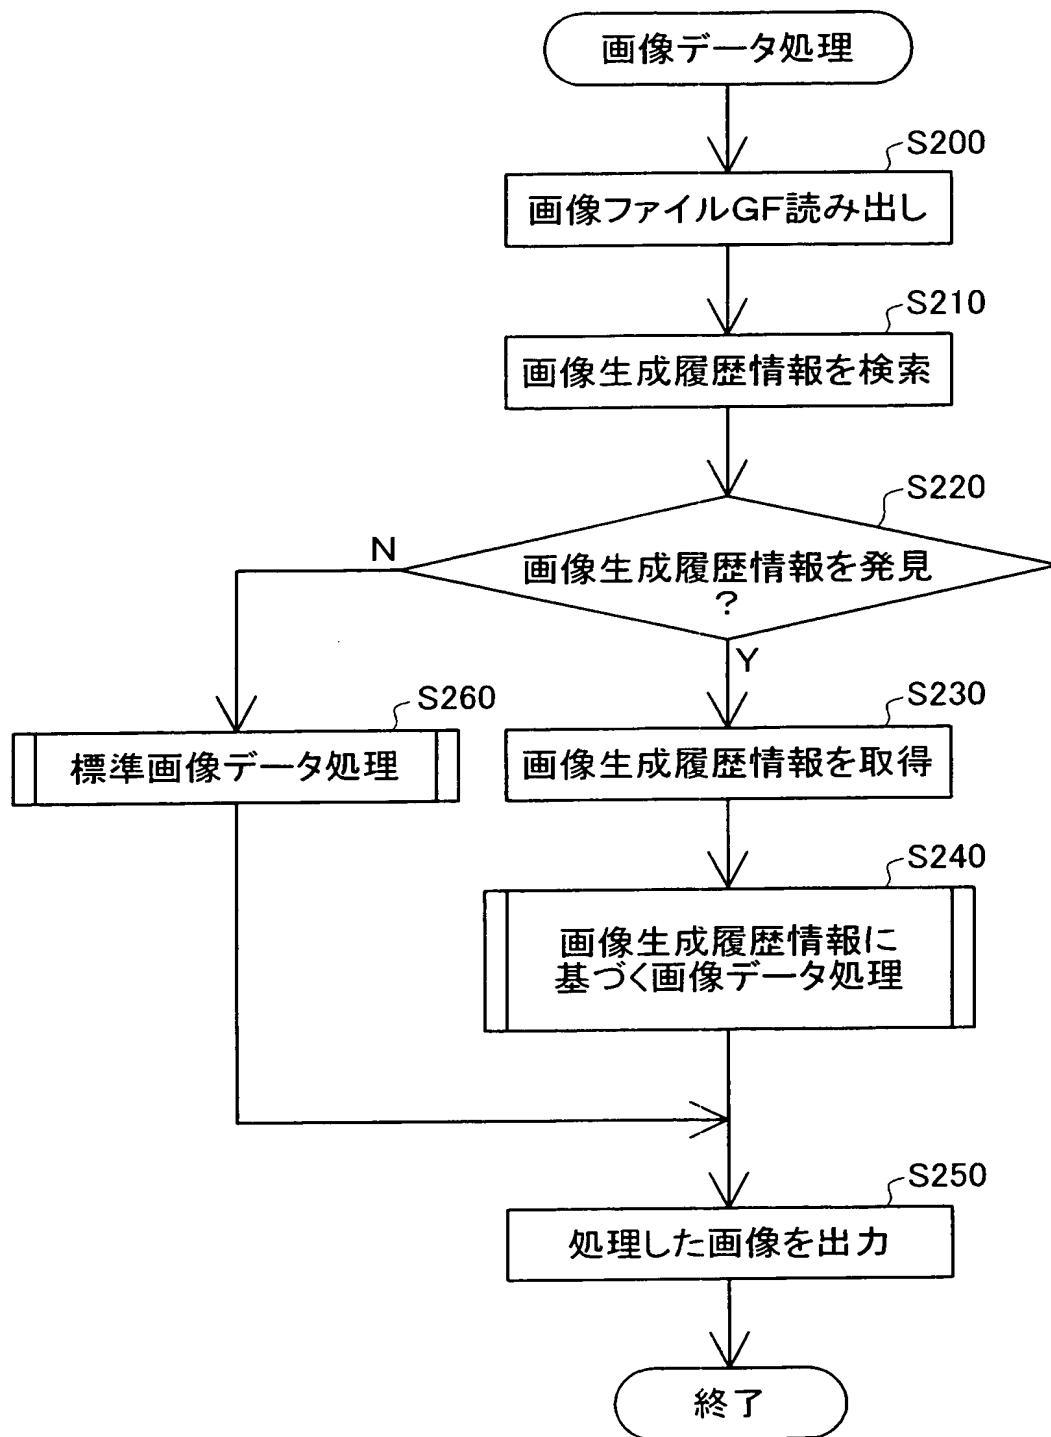 画像データ処理
S200
画像ファイルGF読み出し
S210
画像生成履歴情報を検索
S220
画像生成履歴情報を発見
?
N
Y
S260
標準画像データ処理
S230
画像生成履歴情報を取得
S240
画像生成履歴情報に
基づく画像データ処理
S250
処理した画像を出力
終了